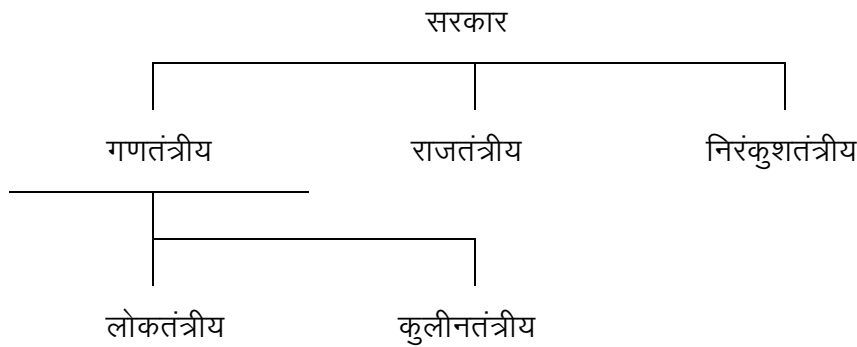 सरकार
गणतंत्रीय राजतंत्रीय निरंकुशतंत्रीय
लोकतंत्रीय कुलीनतंत्रीय